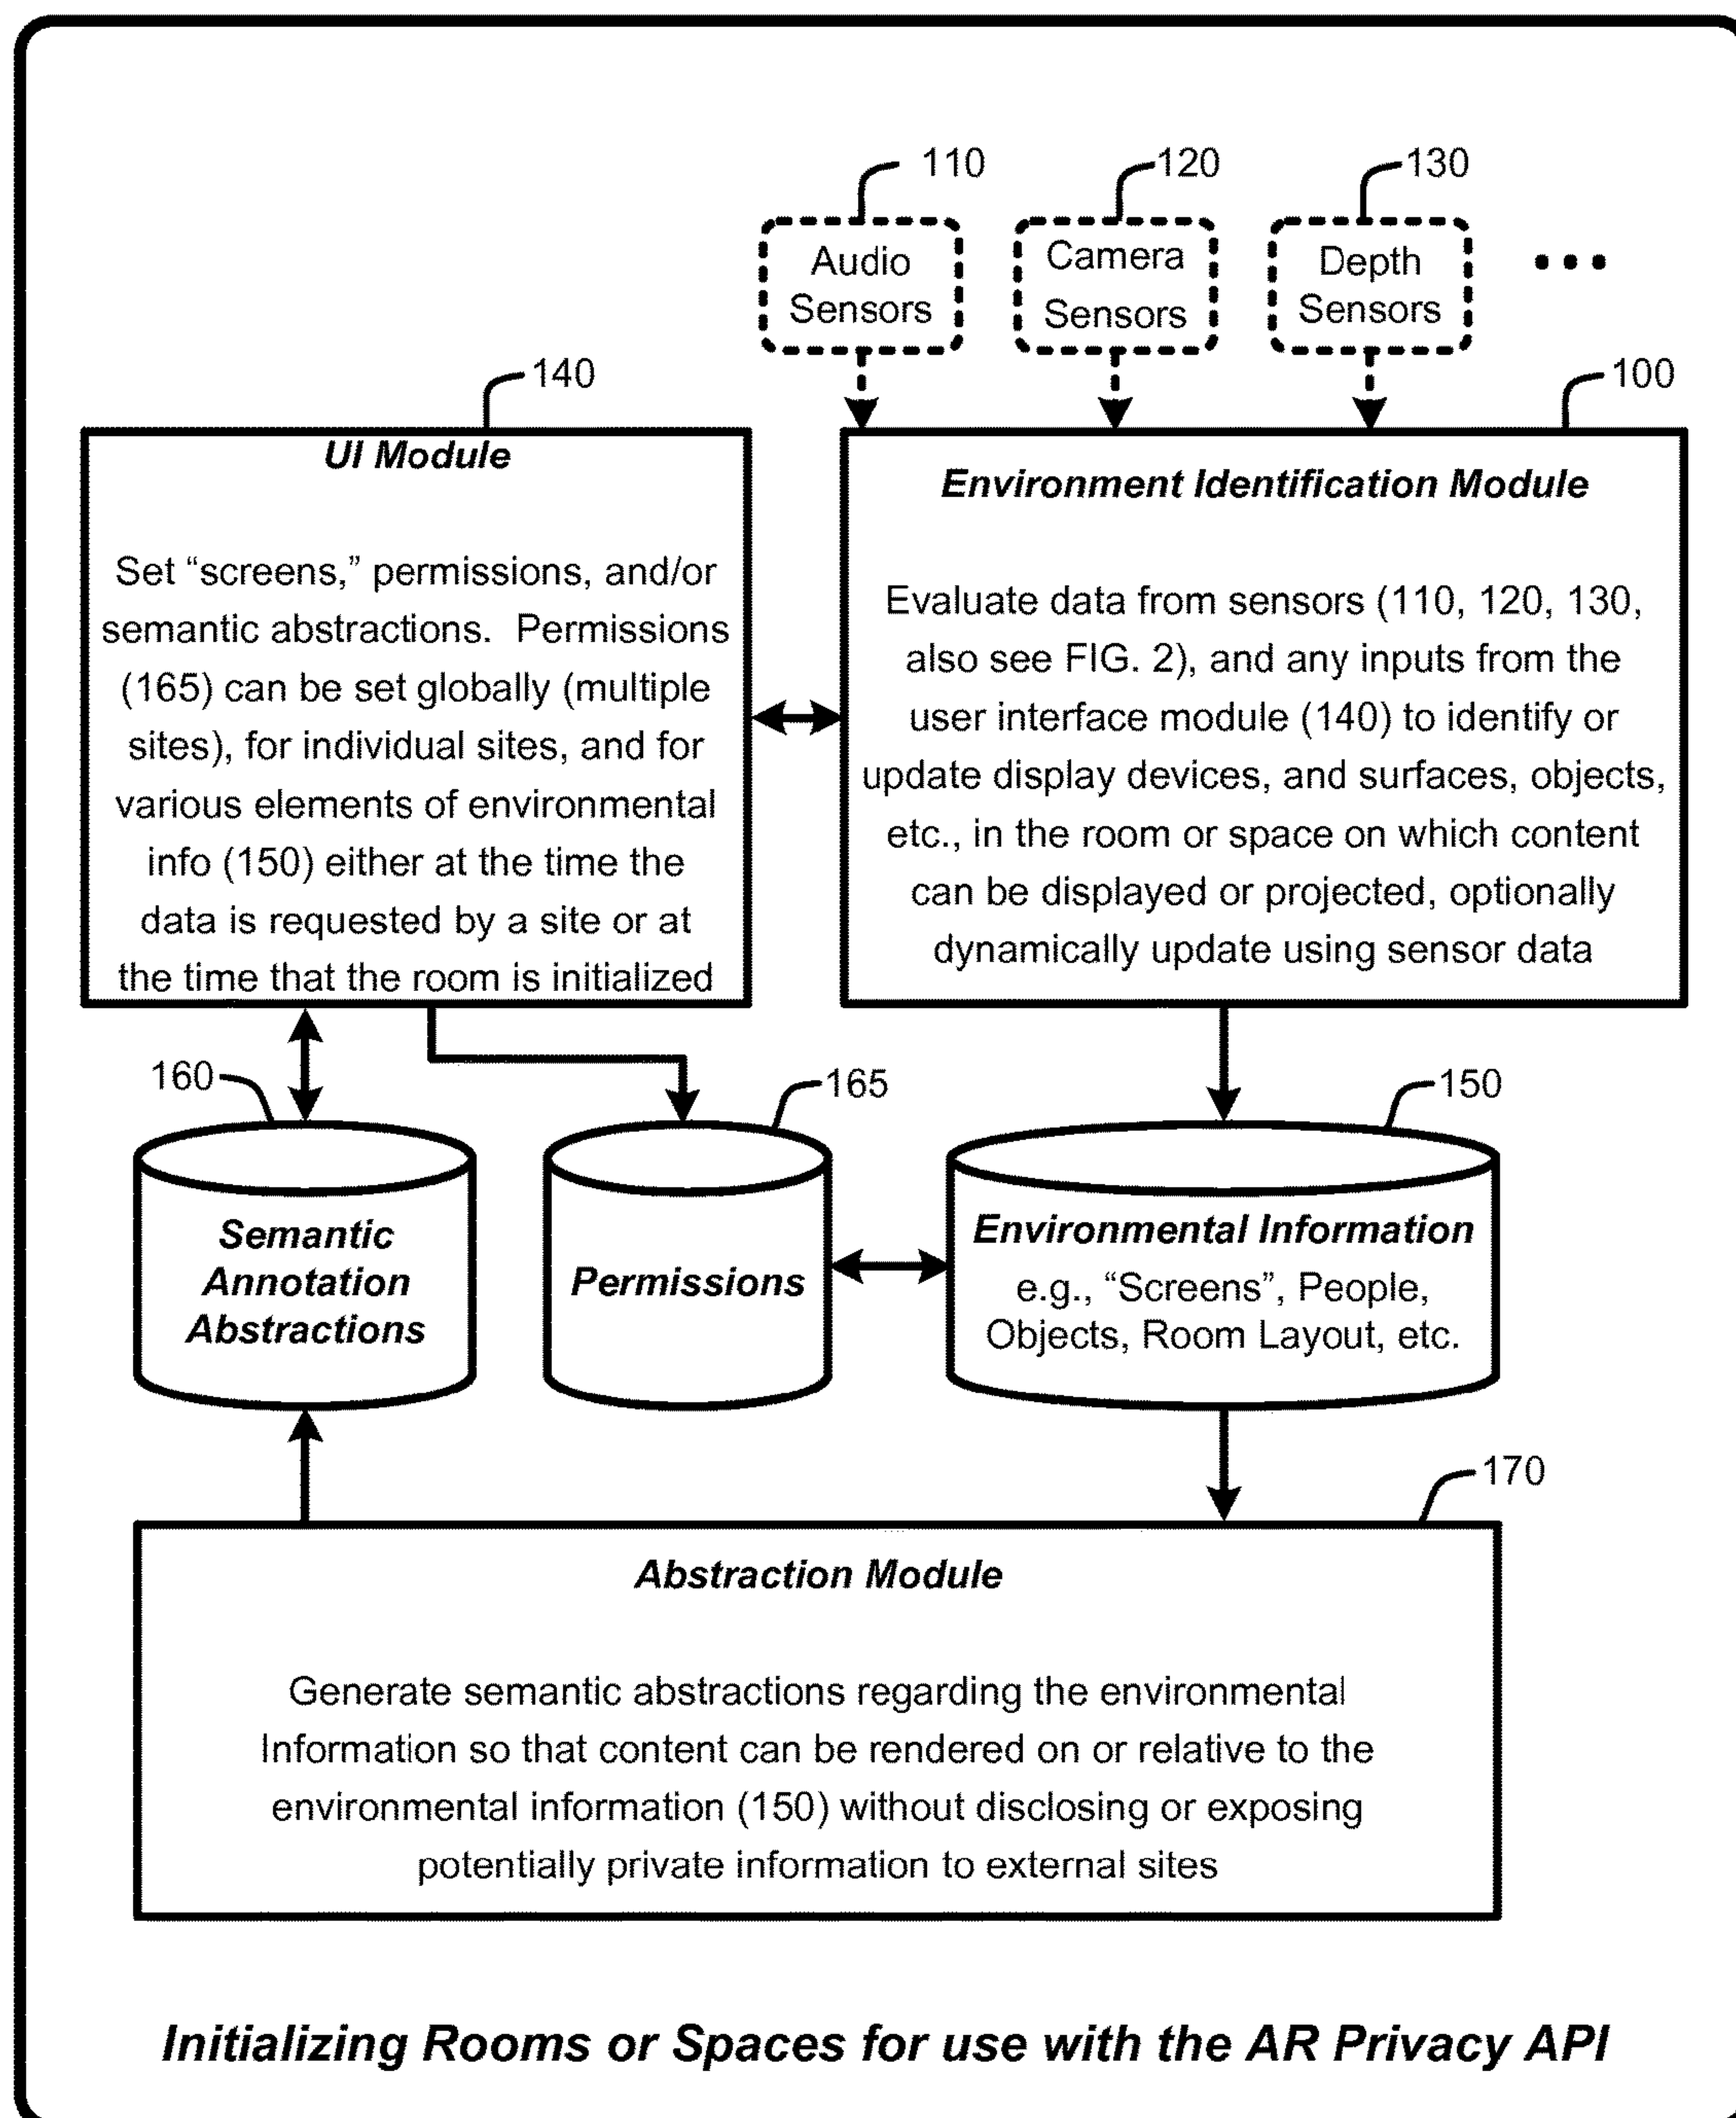 110
120
130
Audio
Sensors
Camera
Sensors
Depth
Sensors
...
140
100
UI Module
Set “screens,” permissions, and/or
semantic abstractions. Permissions
(165) can be set globally (multiple
sites), for individual sites, and for
various elements of environmental
info (150) either at the time the
data is requested by a site or at
the time that the room is initialized
Environment Identification Module
Evaluate data from sensors (110, 120, 130,
also see FIG. 2), and any inputs from the
user interface module (140) to identify or
update display devices, and surfaces, objects,
etc., in the room or space on which content
can be displayed or projected, optionally
dynamically update using sensor data
160
165
150
Semantic
Annotation
Abstractions
Permissions
Environmental Information
e.g., “Screens”, People,
Objects, Room Layout, etc.
170
Abstraction Module
Generate semantic abstractions regarding the environmental
Information so that content can be rendered on or relative to the
environmental information (150) without disclosing or exposing
potentially private information to external sites
Initializing Rooms or Spaces for use with the AR Privacy API